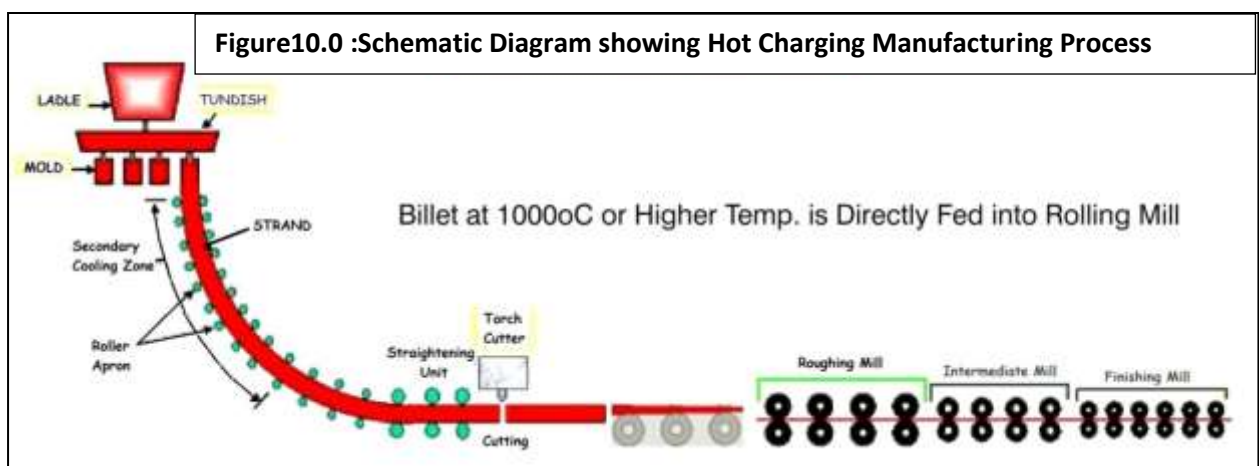 Figure10.0 :Schematic Diagram showing Hot Charging Manufacturing Process
LADLE
TUNDISH
MOLD
Billet at 1000oC or Higher Temp. is Directly Fed into Rolling Mill
STRAND
Secondary
Cooling Zone
Roller
Apron
Straightening
Unit
Torch
Cutter
Cutting
Roughing Mill
Intermediate Mill
Finishing Mill